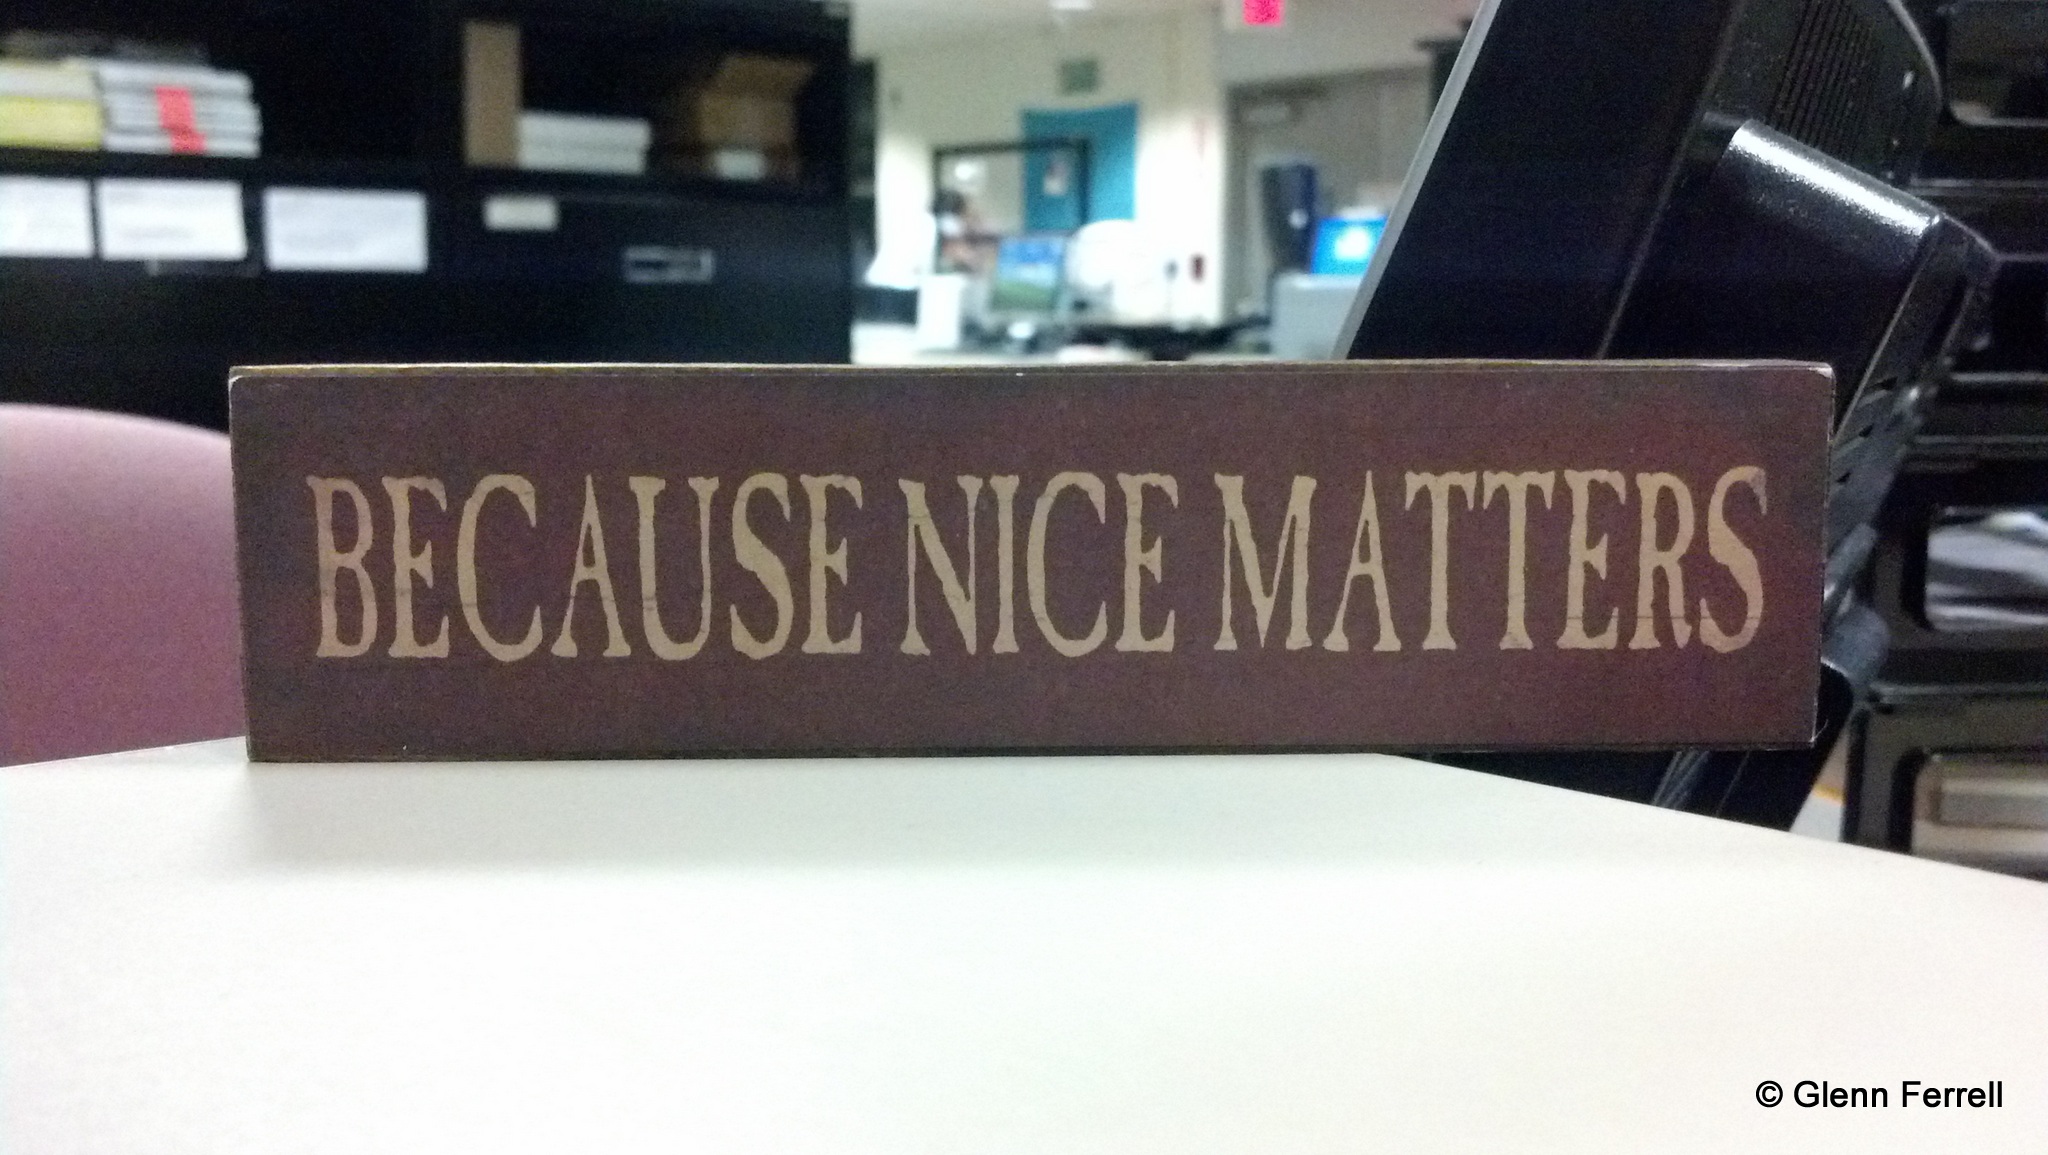 BECAUSE NICE MATTERS
© Glenn Ferrell